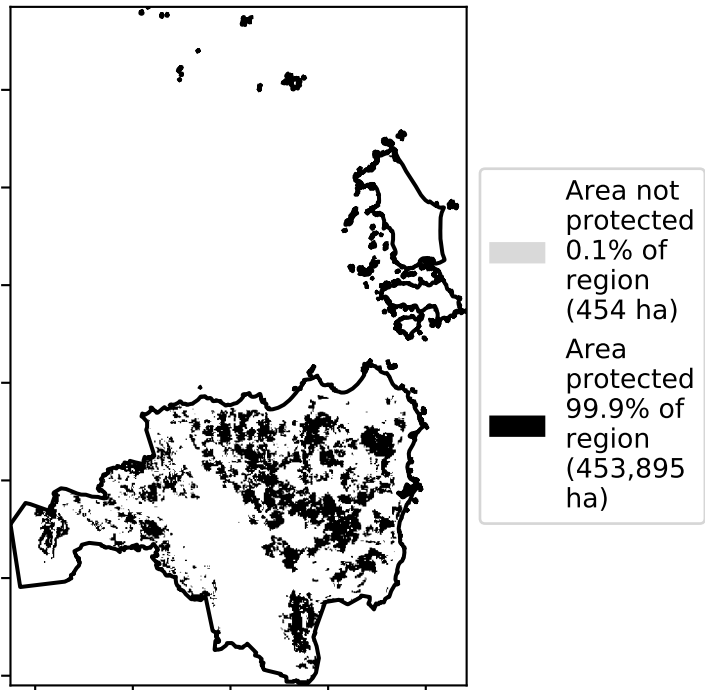 Area not
protected
0.1% of
region
(454 ha)
Area
protected
99.9% of
region
(453,895
ha)